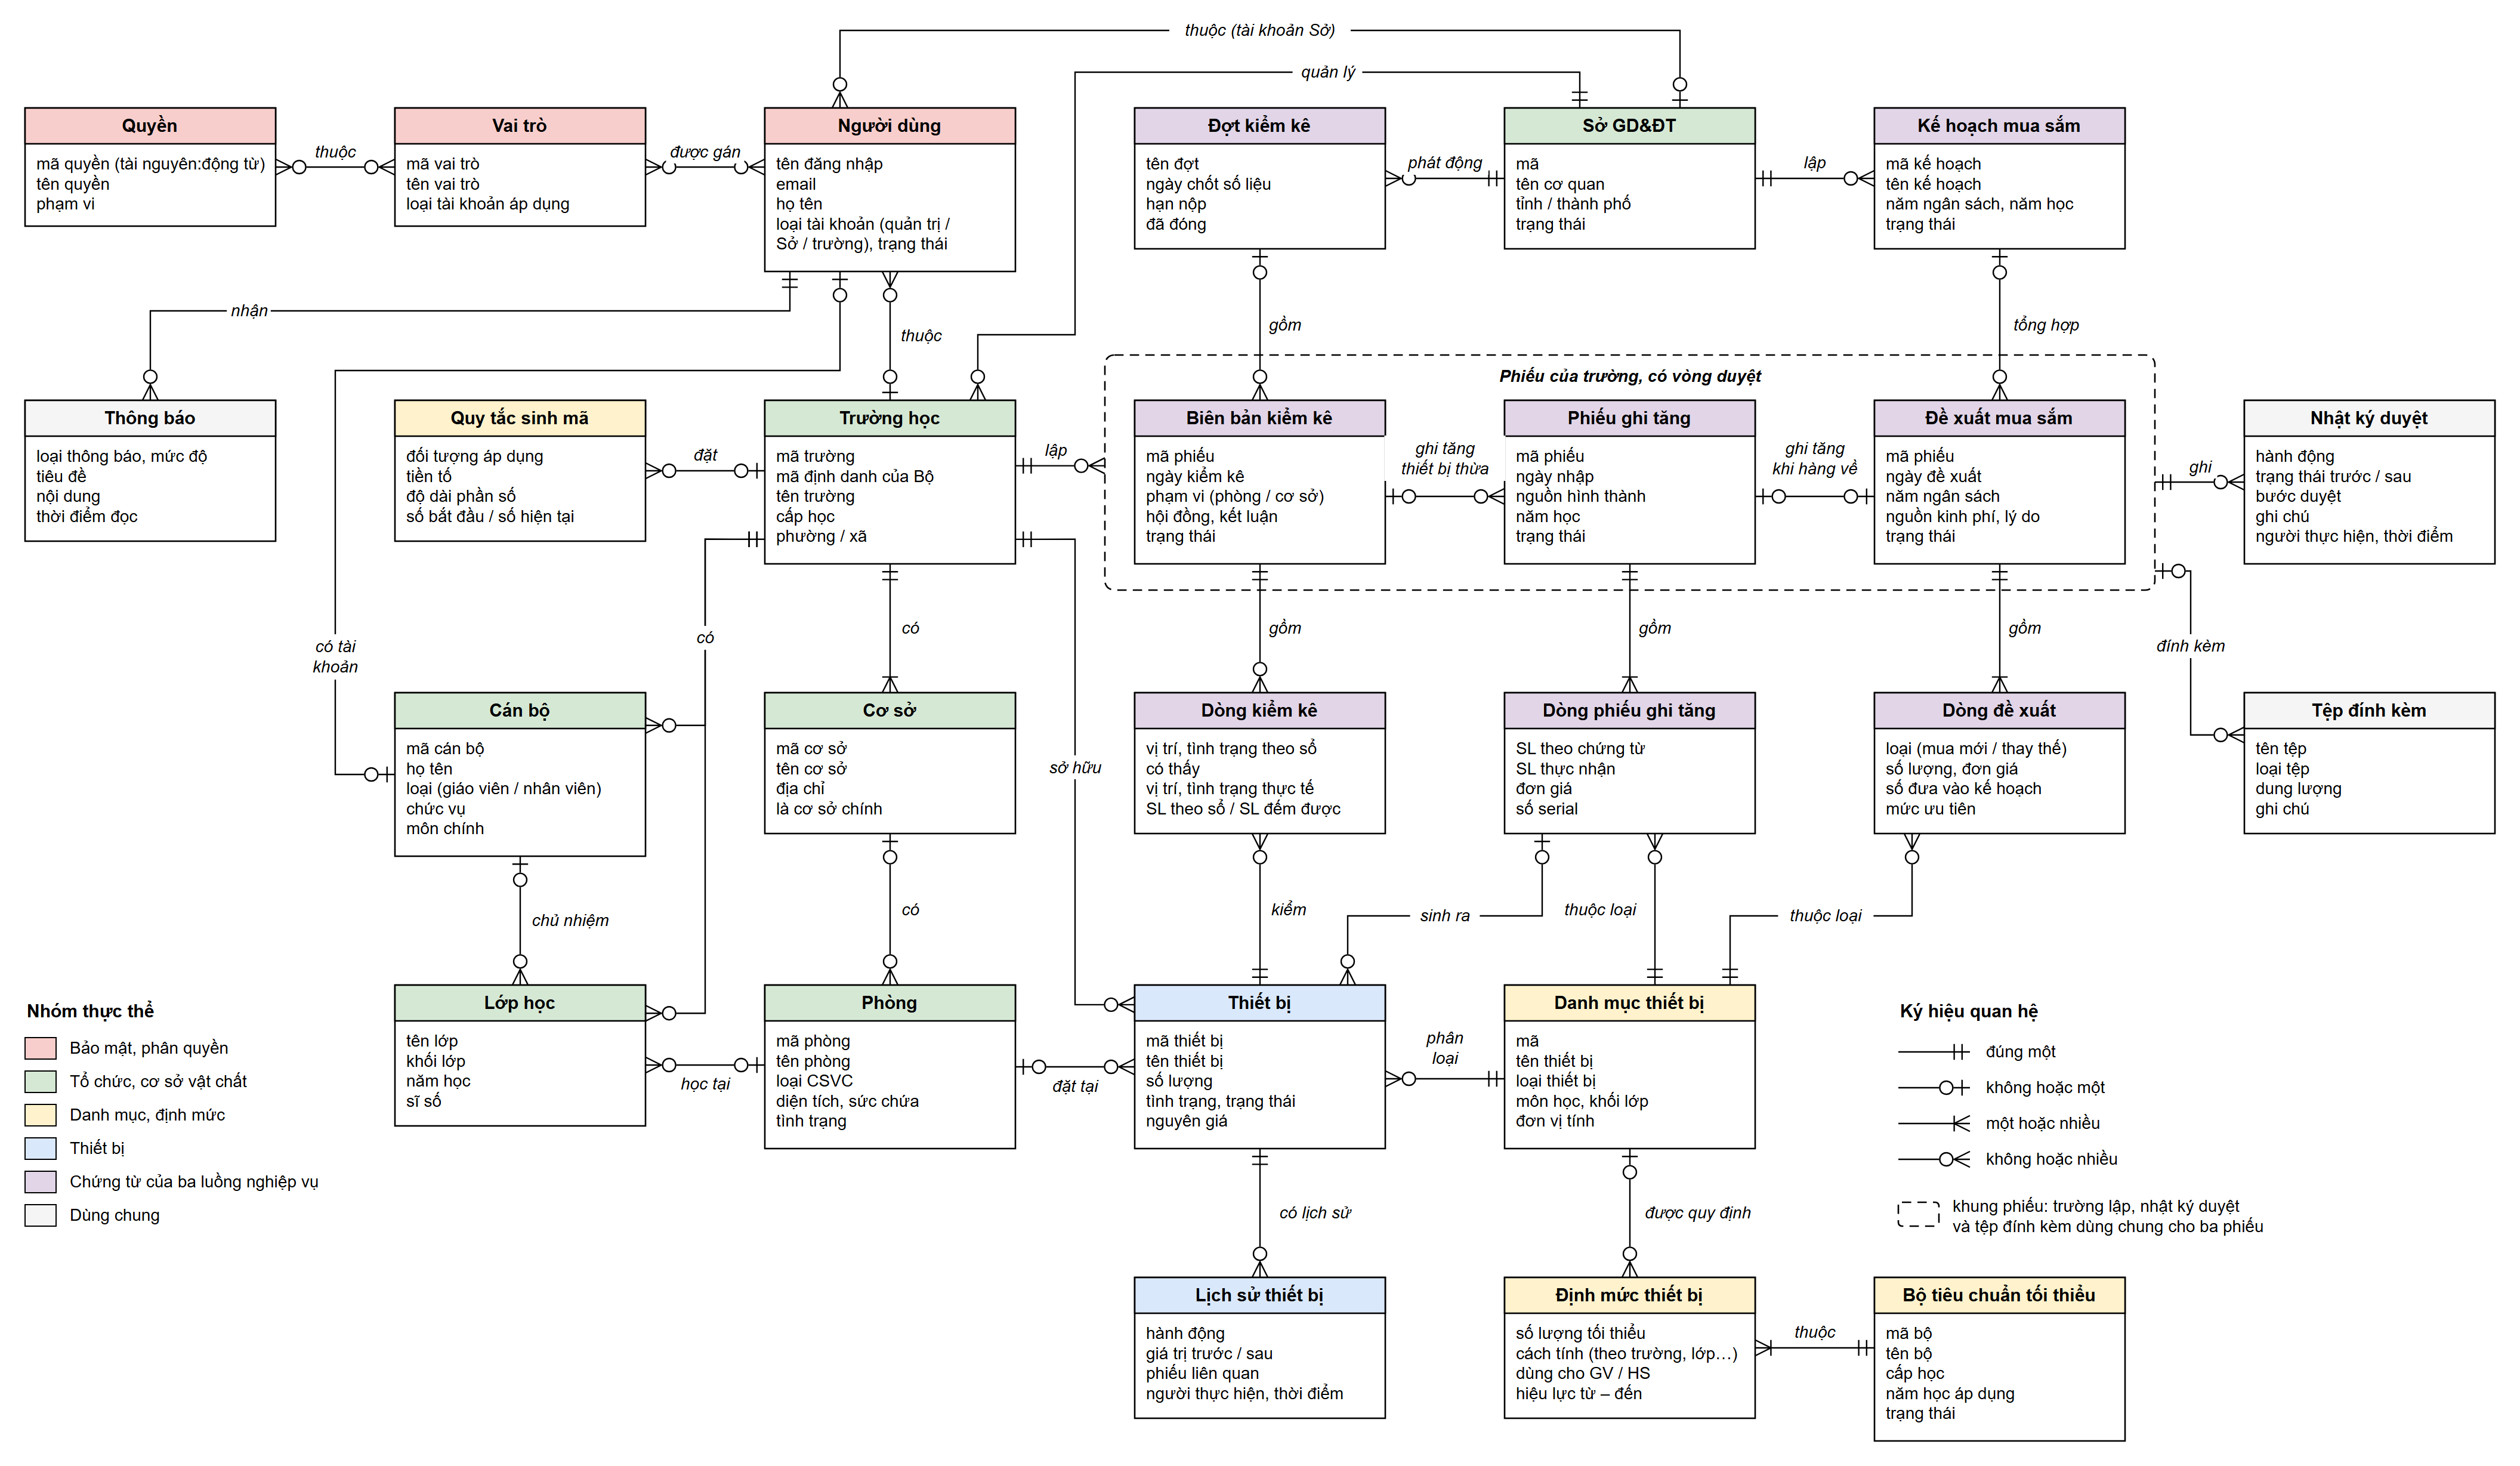 thuộc (tài khoản Sở)
quản lý
Quyền
mã quyền (tài nguyên:động từ)
tên quyền
phạm vi
thuộc
Vai trò
mã vai trò
tên vai trò
loại tài khoản áp dụng
được gán
Người dùng
tên đăng nhập
email
họ tên
loại tài khoản (quản trị /
Sở / trường), trạng thái
Đợt kiểm kê
tên đợt
ngày chốt số liệu
hạn nộp
đã đóng
phát động
Sở GD&ĐT
mã
tên cơ quan
tỉnh / thành phố
trạng thái
lập
Kế hoạch mua sắm
mã kế hoạch
tên kế hoạch
năm ngân sách, năm học
trạng thái
nhận
thuộc
gồm
tổng hợp
Phiếu của trường, có vòng duyệt
Thông báo
loại thông báo, mức độ
tiêu đề
nội dung
thời điểm đọc
Quy tắc sinh mã
đối tượng áp dụng
tiền tố
độ dài phần số
số bắt đầu / số hiện tại
đặt
Trường học
mã trường
mã định danh của Bộ
tên trường
cấp học
phường / xã
lập
Biên bản kiểm kê
mã phiếu
ngày kiểm kê
phạm vi (phòng / cơ sở)
hội đồng, kết luận
trạng thái
ghi tăng
thiết bị thừa
Phiếu ghi tăng
mã phiếu
ngày nhập
nguồn hình thành
năm học
trạng thái
ghi tăng
khi hàng về
Đề xuất mua sắm
mã phiếu
ngày đề xuất
năm ngân sách
nguồn kinh phí, lý do
trạng thái
ghi
Nhật ký duyệt
hành động
trạng thái trước / sau
bước duyệt
ghi chú
người thực hiện, thời điểm
có tài
khoản
có
có
gồm
gồm
gồm
đính kèm
Cán bộ
mã cán bộ
họ tên
loại (giáo viên / nhân viên)
chức vụ
môn chính
Cơ sở
mã cơ sở
tên cơ sở
địa chỉ
là cơ sở chính
sở hữu
Dòng kiểm kê
vị trí, tình trạng theo sổ
có thấy
vị trí, tình trạng thực tế
SL theo sổ / SL đếm được
Dòng phiếu ghi tăng
SL theo chứng từ
SL thực nhận
đơn giá
số serial
Dòng đề xuất
loại (mua mới / thay thế)
số lượng, đơn giá
số đưa vào kế hoạch
mức ưu tiên
Tệp đính kèm
tên tệp
loại tệp
dung lượng
ghi chú
chủ nhiệm
có
kiểm
sinh ra
thuộc loại
thuộc loại
Lớp học
tên lớp
khối lớp
năm học
sĩ số
học tại
Phòng
mã phòng
tên phòng
loại CSVC
diện tích, sức chứa
tình trạng
đặt tại
Thiết bị
mã thiết bị
tên thiết bị
số lượng
tình trạng, trạng thái
nguyên giá
phân
loại
Danh mục thiết bị
mã
tên thiết bị
loại thiết bị
môn học, khối lớp
đơn vị tính
Nhóm thực thể
Bảo mật, phân quyền
Tổ chức, cơ sở vật chất
Danh mục, định mức
Thiết bị
Chứng từ của ba luồng nghiệp vụ
Dùng chung
Ký hiệu quan hệ
đúng một
không hoặc một
một hoặc nhiều
không hoặc nhiều
khung phiếu: trường lập, nhật ký duyệt
và tệp đính kèm dùng chung cho ba phiếu
có lịch sử
được quy định
Lịch sử thiết bị
hành động
giá trị trước / sau
phiếu liên quan
người thực hiện, thời điểm
Định mức thiết bị
số lượng tối thiểu
cách tính (theo trường, lớp…)
dùng cho GV / HS
hiệu lực từ – đến
thuộc
Bộ tiêu chuẩn tối thiểu
mã bộ
tên bộ
cấp học
năm học áp dụng
trạng thái